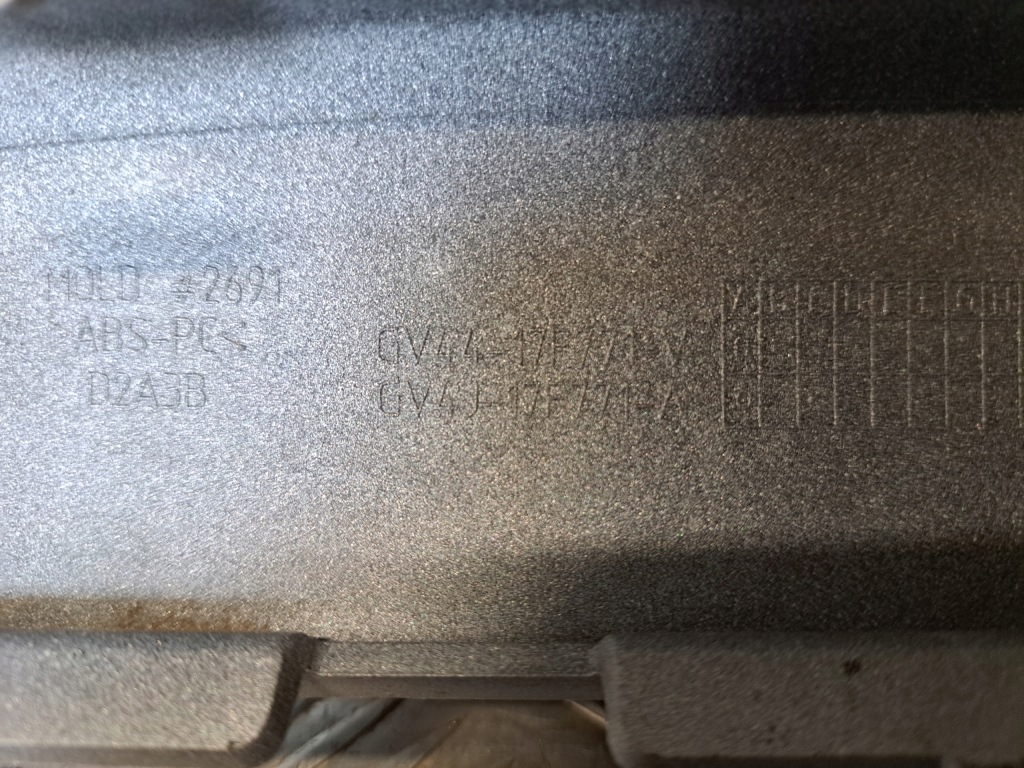 MOLD #2691
>ABS-PC<
D2A3B
GV44-17F771-V
GV4J-17F771-A